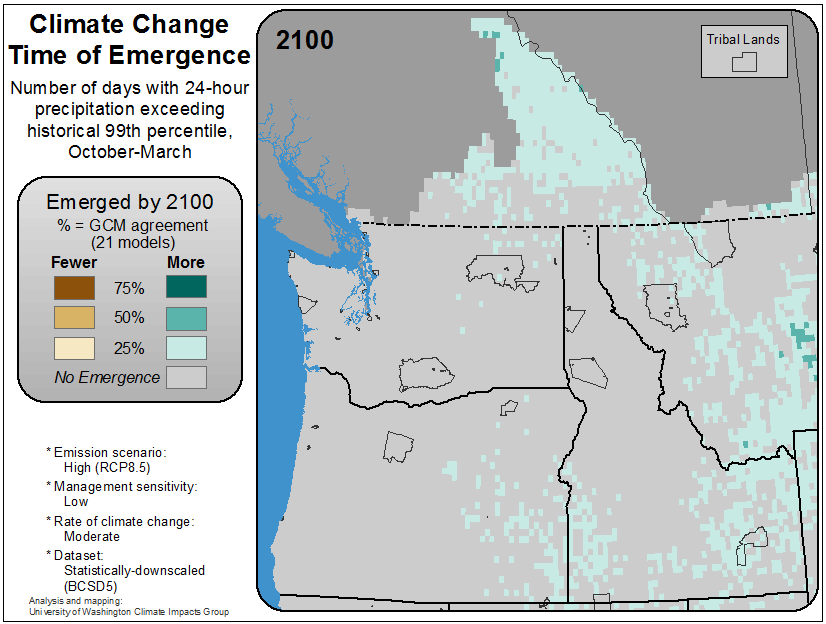 Climate Change
Time of Emergence
Number of days with 24-hour
precipitation exceeding
historical 99th percentile,
October-March
Emerged by 2100
% = GCM agreement
(21 models)
Fewer More
75%
50%
25%
No Emergence
* Emission scenario:
High (RCP8.5)
* Management sensitivity:
Low
* Rate of climate change:
Moderate
* Dataset:
Statistically-downscaled
(BCSD5)
Analysis and mapping:
University of Washington Climate Impacts Group
2100
Tribal Lands